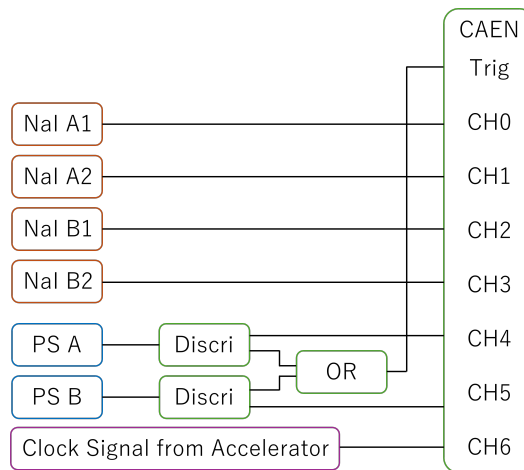 CAEN
Trig
NaI A1
CH0
NaI A2
CH1
NaI B1
CH2
NaI B2
CH3
PS A
Discri
CH4
OR
PS B
Discri
CH5
Clock Signal from Accelerator
CH6